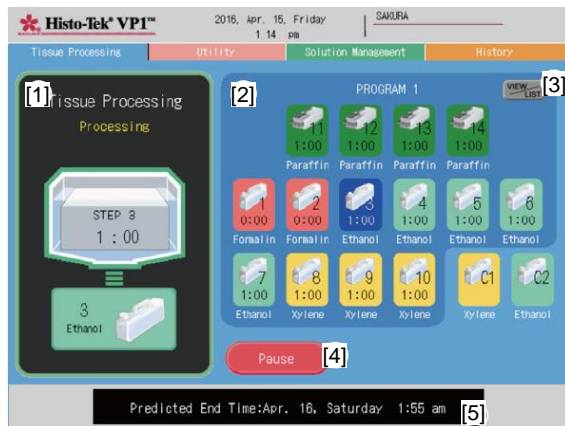 Histo-Tek® VP1™
2016, Apr. 15, Friday
1 14 pm
SAKURA
Tissue Processing
Utility
Solution Management
History
[1]
Tissue Processing
Processing
STEP 3
1 : 00
3
Ethanol
[2]
PROGRAM 1
VIEW LIST
[3]
11 12 13 14
1:00 1:00 1:00 1:00
Paraffin Paraffin Paraffin Paraffin
1 2 3 4 5 6
0:00 0:00 1:00 1:00 1:00 1:00
Formalin Formalin Ethanol Ethanol Ethanol Ethanol
7 8 9 10 C1 C2
1:00 1:00 1:00 1:00
Ethanol Xylene Xylene Xylene Xylene Ethanol
Pause
[4]
Predicted End Time:Apr. 16, Saturday 1:55 am
[5]